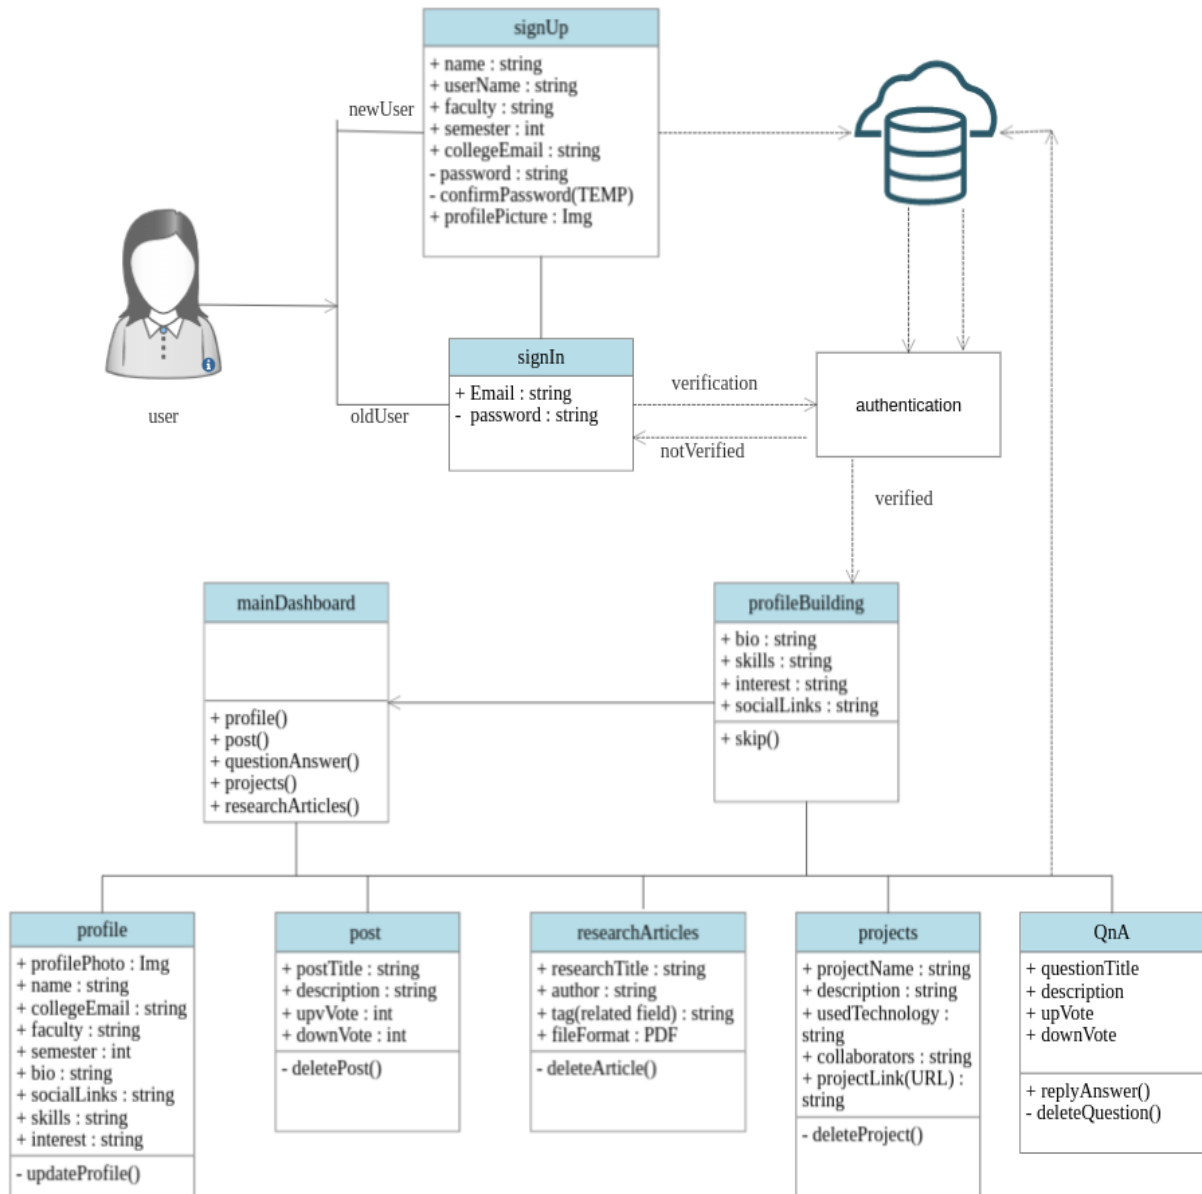 signUp
+ name : string
+ userName : string
+ faculty : string
+ semester : int
+ collegeEmail : string
- password : string
- confirmPassword(TEMP)
+ profilePicture : Img
newUser
user
oldUser
signIn
+ Email : string
- password : string
verification
notVerified
authentication
verified
mainDashboard
+ profile()
+ post()
+ questionAnswer()
+ projects()
+ researchArticles()
profileBuilding
+ bio : string
+ skills : string
+ interest : string
+ socialLinks : string
+ skip()
profile
+ profilePhoto : Img
+ name : string
+ collegeEmail : string
+ faculty : string
+ semester : int
+ bio : string
+ socialLinks : string
+ skills : string
+ interest : string
- updateProfile()
post
+ postTitle : string
+ description : string
+ upvVote : int
+ downVote : int
- deletePost()
researchArticles
+ researchTitle : string
+ author : string
+ tag(related field) : string
+ fileFormat : PDF
- deleteArticle()
projects
+ projectName : string
+ description : string
+ usedTechnology :
string
+ collaborators : string
+ projectLink(URL) :
string
- deleteProject()
QnA
+ questionTitle
+ description
+ upVote
+ downVote
+ replyAnswer()
- deleteQuestion()